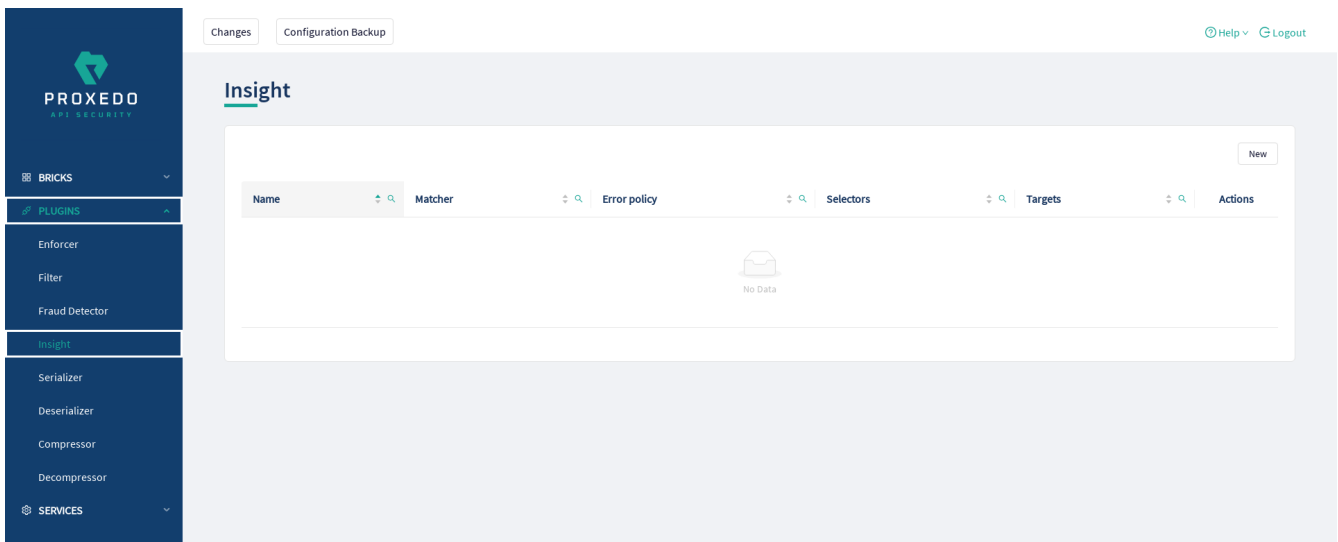 Changes Configuration Backup Help Logout
PROXEDO
API SECURITY
Insight
New
BRICKS
PLUGINS
Name Matcher Error policy Selectors Targets Actions
Enforcer
Filter
No Data
Fraud Detector
Insight
Serializer
Deserializer
Compressor
Decompressor
SERVICES